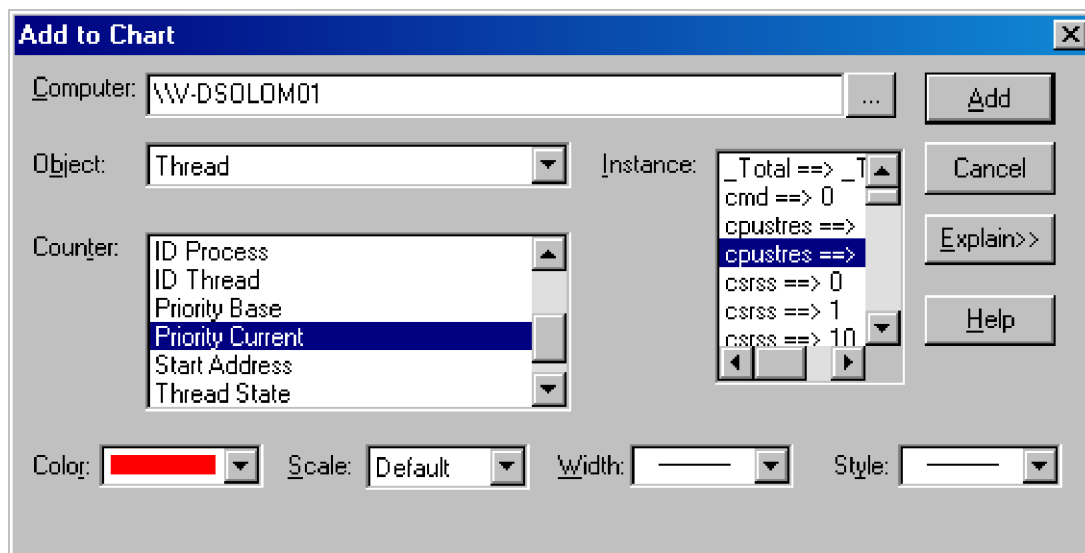 Add to Chart
Computer: \\V-DSOLOM01 ... Add
Object: Thread Instance: Cancel
_Total ==> _T
cmd ==> 0
cpustres ==>
cpustres ==>
csrss ==> 0
csrss ==> 1
csrss ==> 10
Explain>>
Help
Counter:
ID Process
ID Thread
Priority Base
Priority Current
Start Address
Thread State
Color: Scale: Default Width: Style: